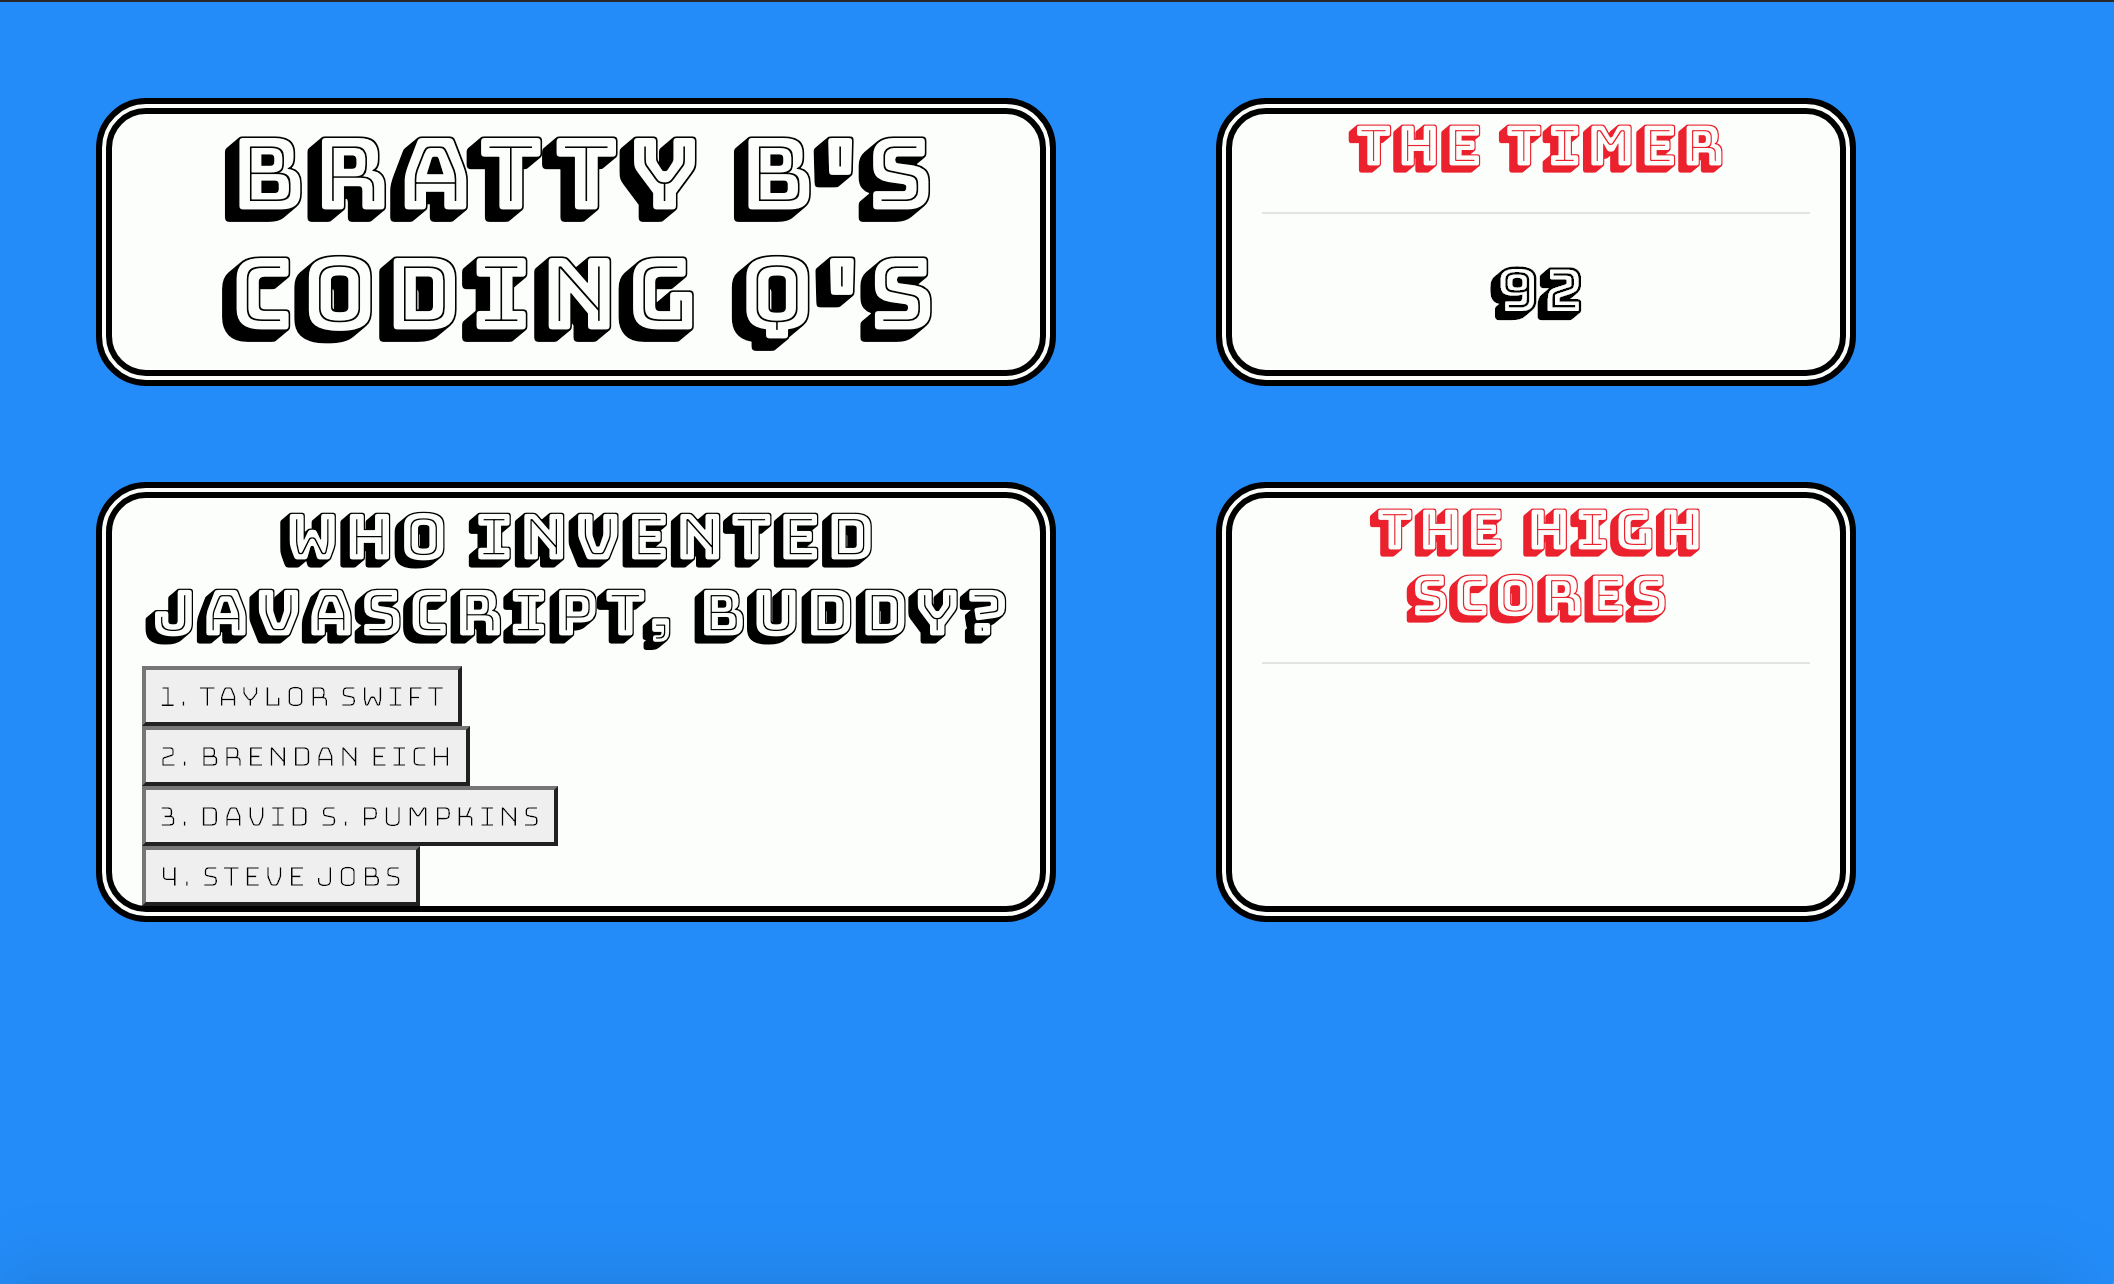 BRATTY B'S
CODING Q'S
THE TIMER
92
WHO INVENTED
JAVASCRIPT, BUDDY?
1. TAYLOR SWIFT
2. BRENDAN EICH
3. DAVID S. PUMPKINS
4. STEVE JOBS
THE HIGH
SCORES